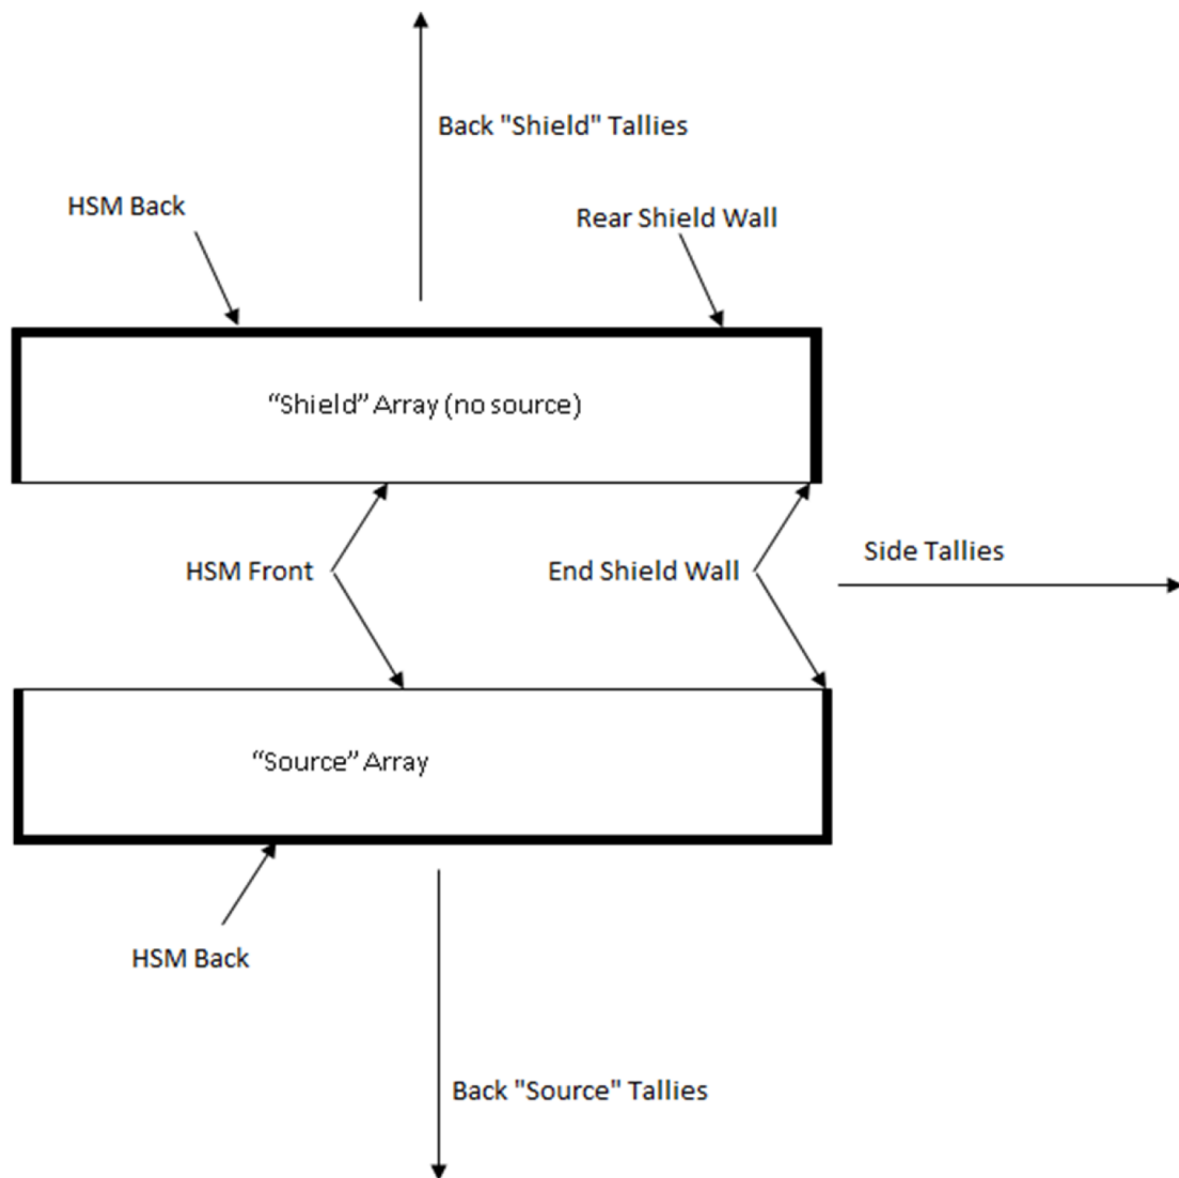 Back "Shield" Tallies
HSM Back
Rear Shield Wall
“Shield” Array (no source)
Side Tallies
HSM Front
End Shield Wall
“Source” Array
HSM Back
Back "Source" Tallies